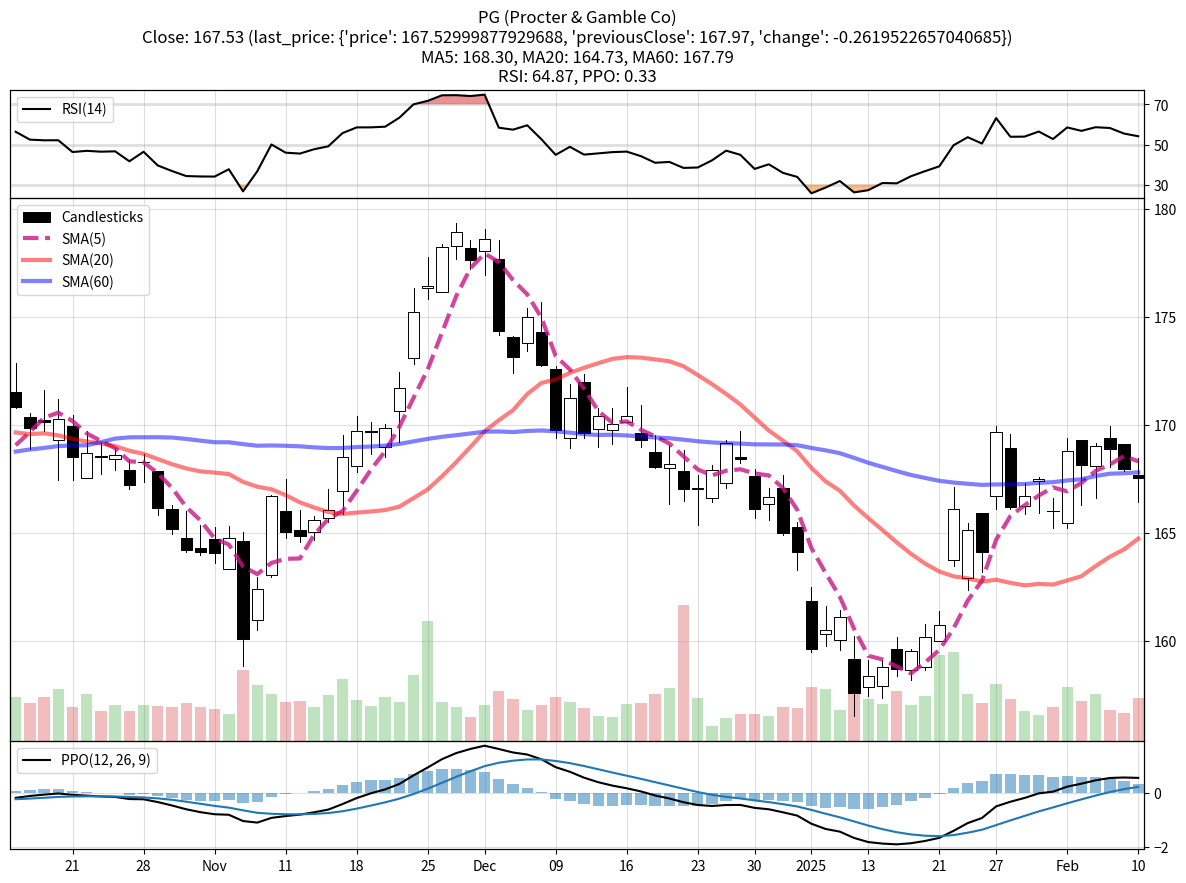 PG (Procter & Gamble Co)
Close: 167.53 (last_price: {'price': 167.52999877929688, 'previousClose': 167.97, 'change': -0.2619522657040685})
MA5: 168.30, MA20: 164.73, MA60: 167.79
RSI: 64.87, PPO: 0.33
RSI(14)
70
50
30
Candlesticks
SMA(5)
SMA(20)
SMA(60)
180
175
170
165
160
PPO(12, 26, 9)
0
−2
21 28 Nov 11 18 25 Dec 09 16 23 30 2025 13 21 27 Feb 10